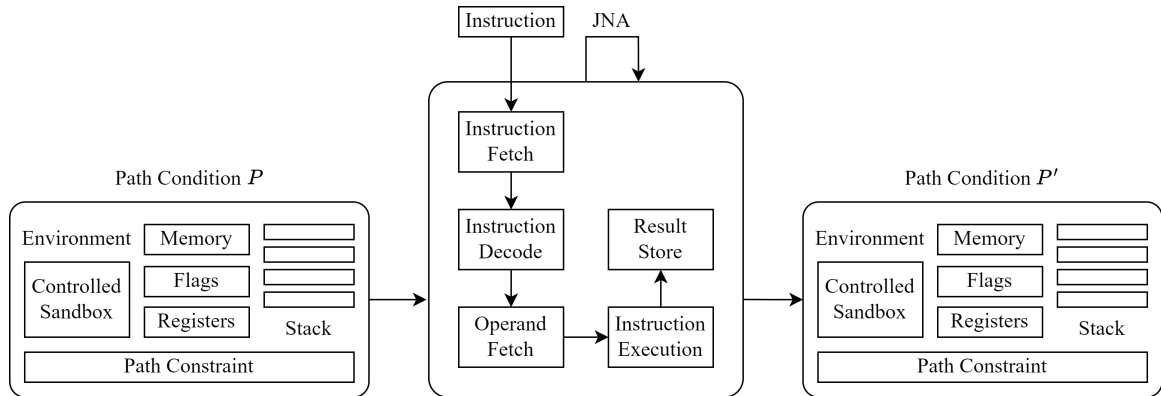 Instruction
JNA
Instruction
Fetch
Path Condition P
Path Condition P′
Instruction
Decode
Result
Store
Environment
Memory
Controlled
Sandbox
Flags
Registers
Stack
Path Constraint
Operand
Fetch
Instruction
Execution
Environment
Memory
Controlled
Sandbox
Flags
Registers
Stack
Path Constraint